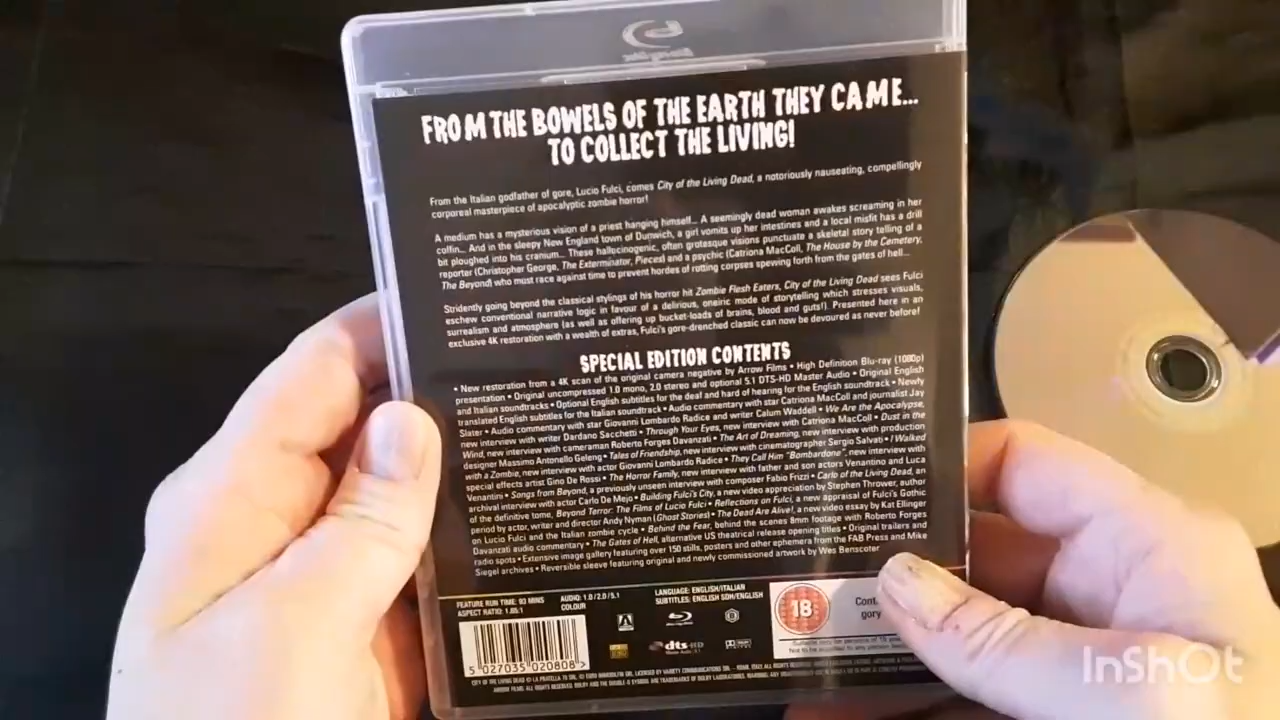 FROM THE BOWELS OF THE EARTH THEY CAME...
TO COLLECT THE LIVING!
From the Italian godfather of gore, Lucio Fulci, comes City of the Living Dead, a notoriously nauseating, compellingly
corporeal masterpiece of apocalyptic zombie horror!
A medium has a mysterious vision of a priest hanging himself... A seemingly dead woman awakes screaming in her
coffin... And in the sleepy New England town of Dunwich, a girl vomits up her intestines and a local misfit has a drill
bit ploughed into his cranium... These hallucinogenic, often grotesque visions punctuate a skeletal story telling of a
reporter (Christopher George, The Exterminator, Pieces) and a psychic (Catriona MacColl, The House by the Cemetery,
The Beyond) who must race against time to prevent hordes of rotting corpses spewing forth from the gates of hell...
Stridently going beyond the classical stylings of his horror hit Zombie Flesh Eaters, City of the Living Dead sees Fulci
eschew conventional narrative logic in favour of a delirious, oneiric mode of storytelling which stresses visuals,
surrealism and atmosphere (as well as offering up bucket-loads of brains, blood and guts!). Presented here in an
exclusive 4K restoration with a wealth of extras, Fulci's gore-drenched classic can now be devoured as never before!
SPECIAL EDITION CONTENTS
• New restoration from a 4K scan of the original camera negative by Arrow Films • High Definition Blu-ray (1080p)
presentation • Original uncompressed 1.0 mono, 2.0 stereo and optional 5.1 DTS-HD Master Audio • Original English
and Italian soundtracks • Optional English subtitles for the deaf and hard of hearing for the English soundtrack • Newly
translated English subtitles for the Italian soundtrack • Audio commentary with star Catriona MacColl and journalist Jay
Slater • Audio commentary with star Giovanni Lombardo Radice and writer Calum Waddell • We Are the Apocalypse,
new interview with writer Dardano Sacchetti • Through Your Eyes, new interview with Catriona MacColl • Dust in the
Wind, new interview with cameraman Roberto Forges Davanzati • The Art of Dreaming, new interview with production
designer Massimo Antonello Geleng • Tales of Friendship, new interview with cinematographer Sergio Salvati • I Walked
with a Zombie, new interview with actor Giovanni Lombardo Radice • They Call Him "Bombardone", new interview with
special effects artist Gino De Rossi • The Horror Family, new interview with father and son actors Venantino and Luca
Venantini • Songs from Beyond, a previously unseen interview with composer Fabio Frizzi • Carlo of the Living Dead, an
archival interview with actor Carlo De Mejo • Building Fulci's City, a new video appreciation by Stephen Thrower, author
of the definitive tome, Beyond Terror: The Films of Lucio Fulci • Reflections on Fulci, a new appraisal of Fulci's Gothic
period by actor, writer and director Andy Nyman (Ghost Stories) • The Dead Are Alive!, a new video essay by Kat Ellinger
on Lucio Fulci and the Italian zombie cycle • Behind the Fear, behind the scenes 8mm footage with Roberto Forges
Davanzati audio commentary • The Gates of Hell, alternative US theatrical release opening titles • Original trailers and
radio spots • Extensive image gallery featuring over 150 stills, posters and other ephemera from the FAB Press and Mike
Siegel archives • Reversible sleeve featuring original and newly commissioned artwork by Wes Benscoter
FEATURE RUN TIME: 93 MINS
ASPECT RATIO: 1.85:1
AUDIO: 1.0/2.0/5.1
COLOUR
LANGUAGE: ENGLISH/ITALIAN
SUBTITLES: ENGLISH SDH/ENGLISH
18
gory
dts-HD
5 027035 020808 >
InShOt